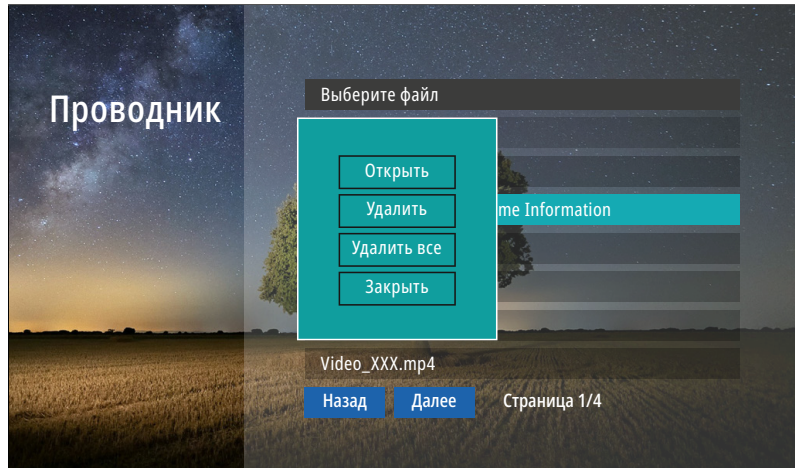 Проводник
Выберите файл
Открыть
Удалить
me Information
Удалить все
Закрыть
Video_XXX.mp4
Назад
Далее
Страница 1/4